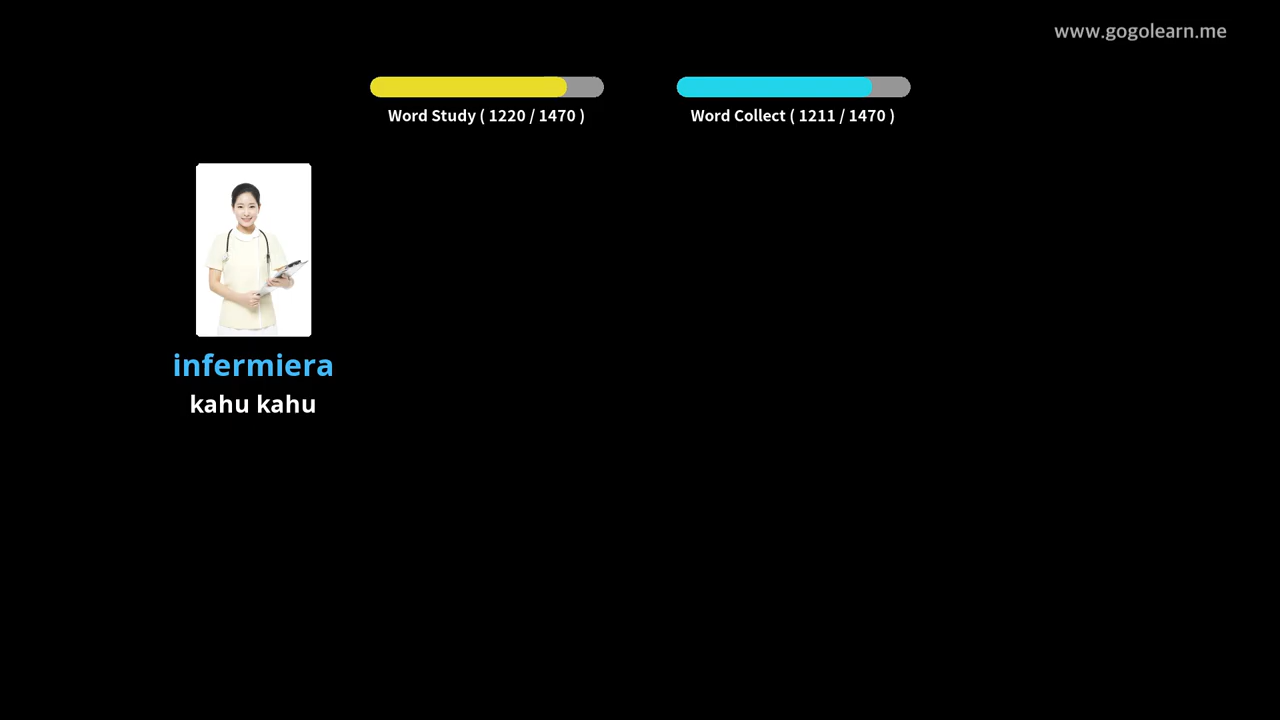 www.gogolearn.me
Word Study ( 1220 / 1470 )
Word Collect ( 1211 / 1470 )
infermiera
kahu kahu